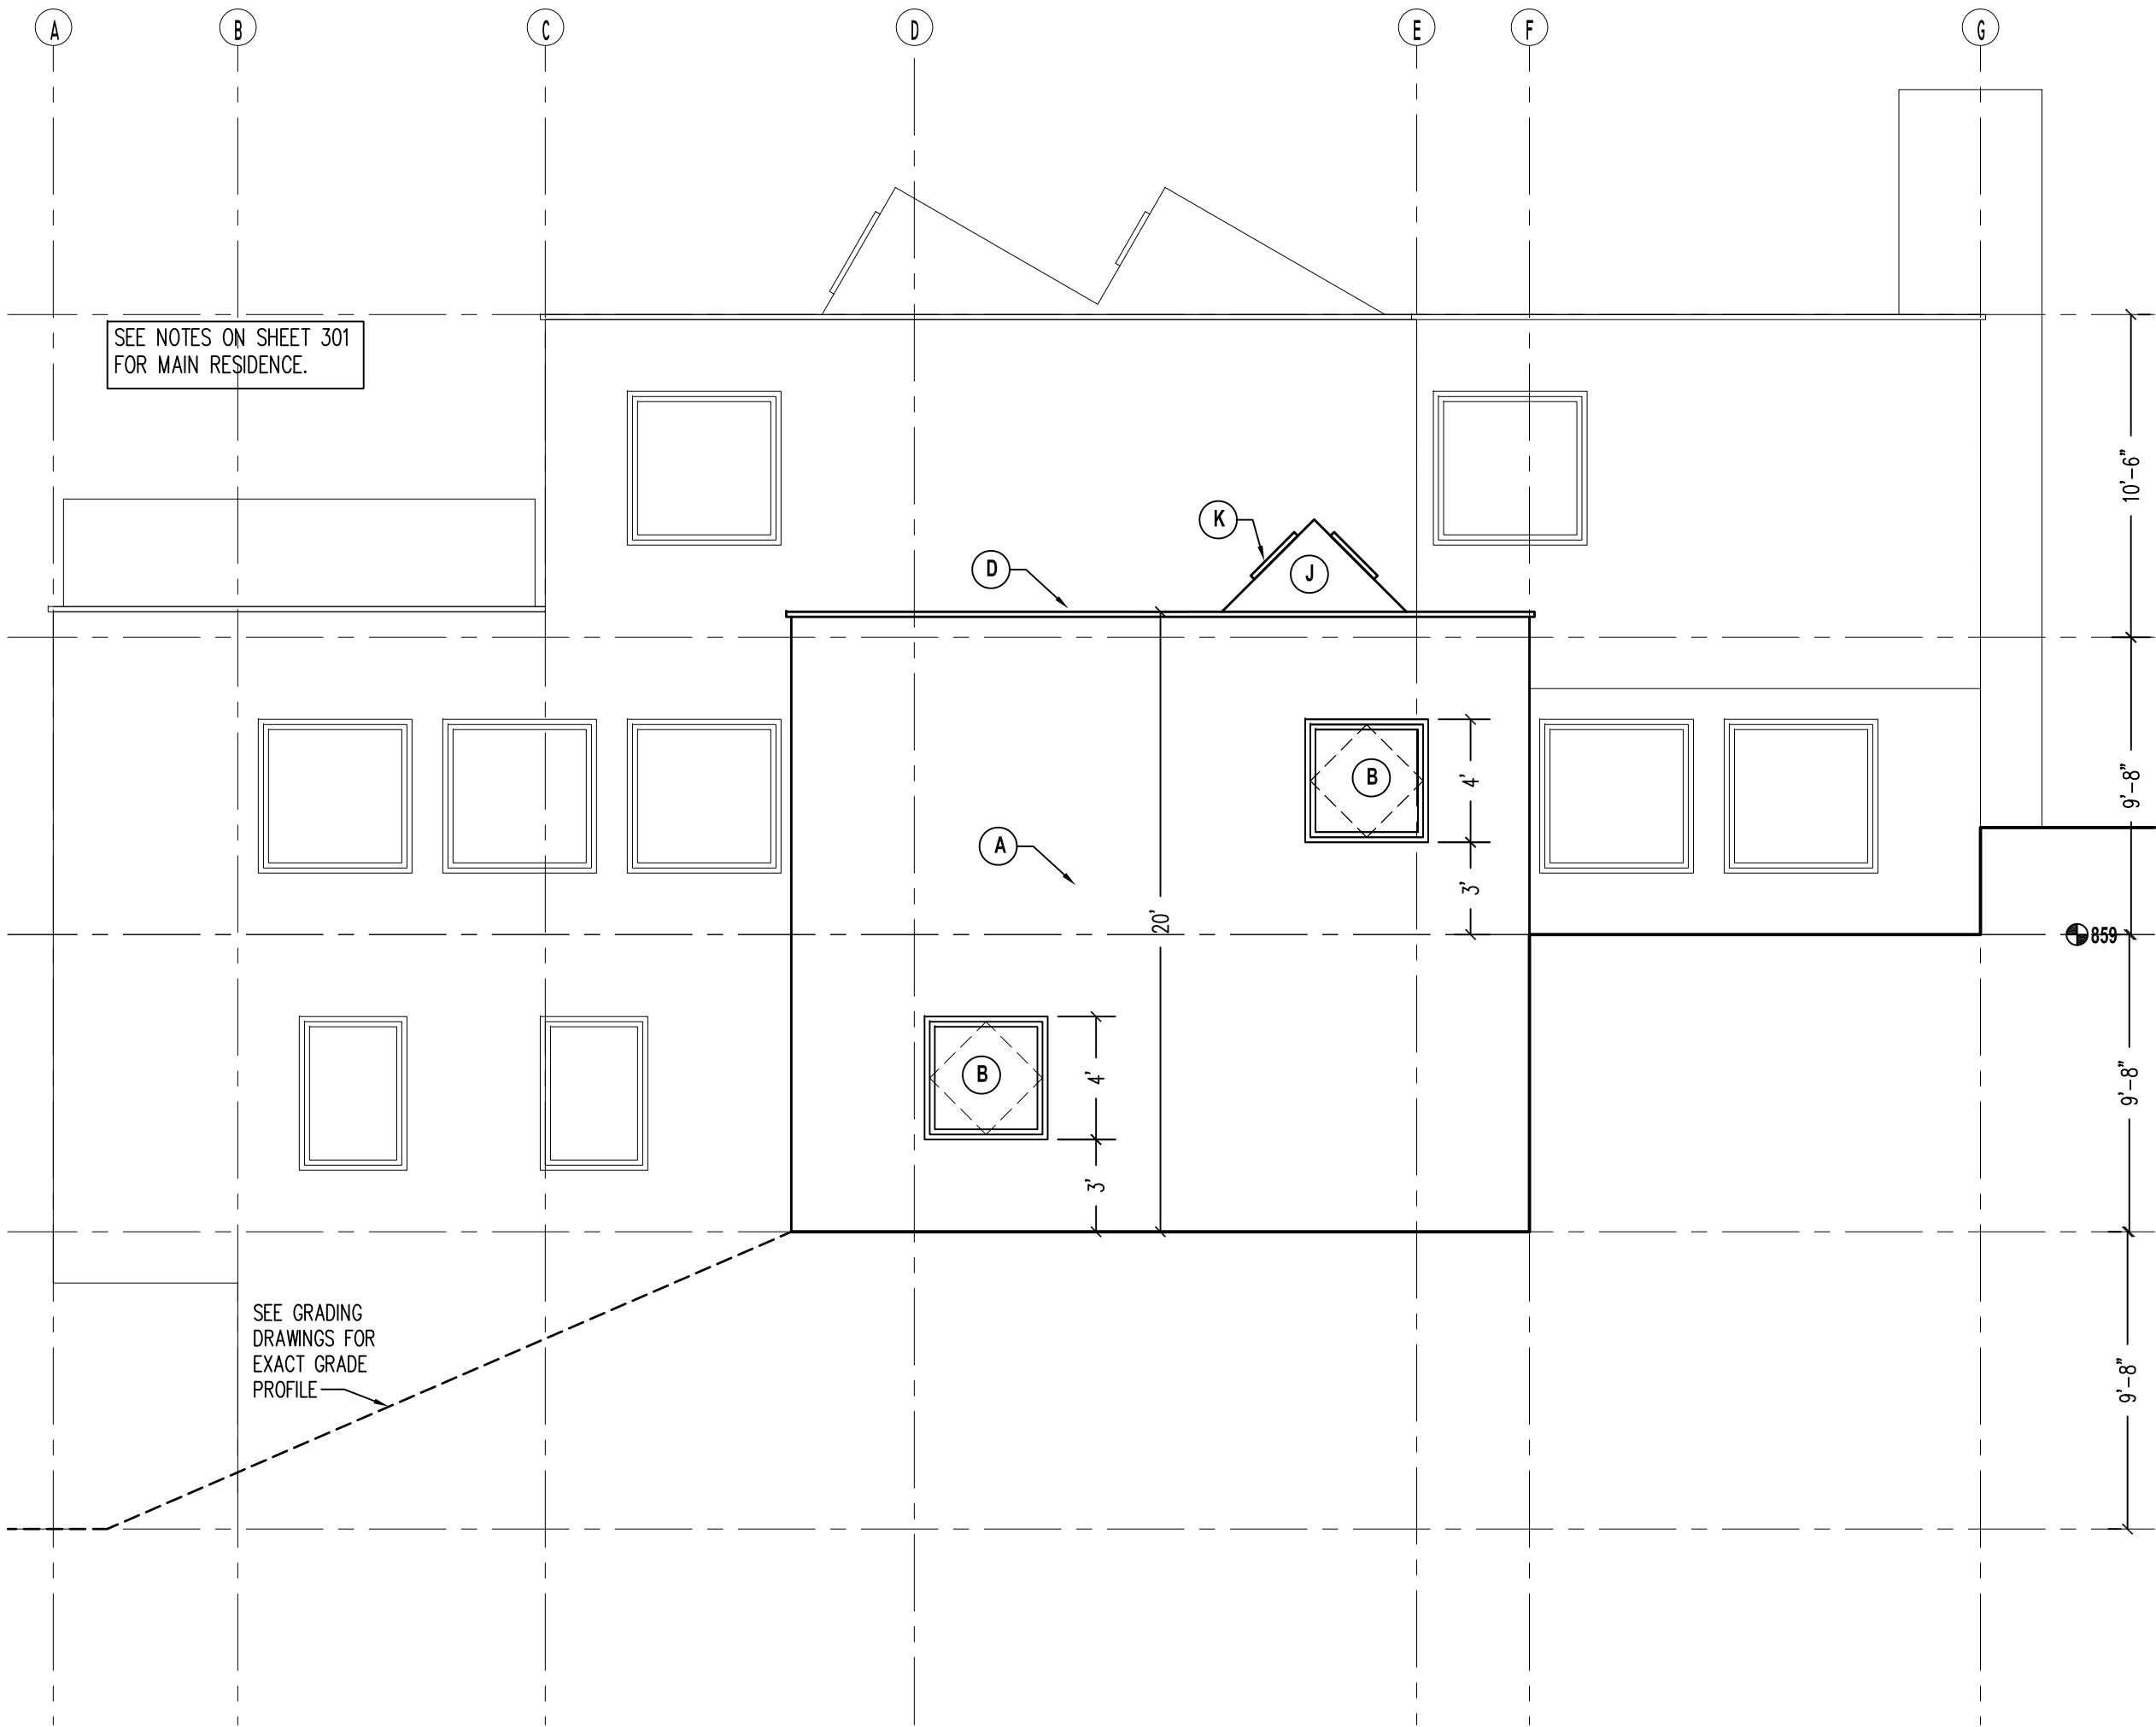 A
B
C
D
E
F
G
SEE NOTES ON SHEET 301
FOR MAIN RESIDENCE.
10'-6"
K
D
J
9'-8"
B
4'
A
3'
20'
859
B
4'
9'-8"
3'
SEE GRADING
DRAWINGS FOR
EXACT GRADE
PROFILE
9'-8"